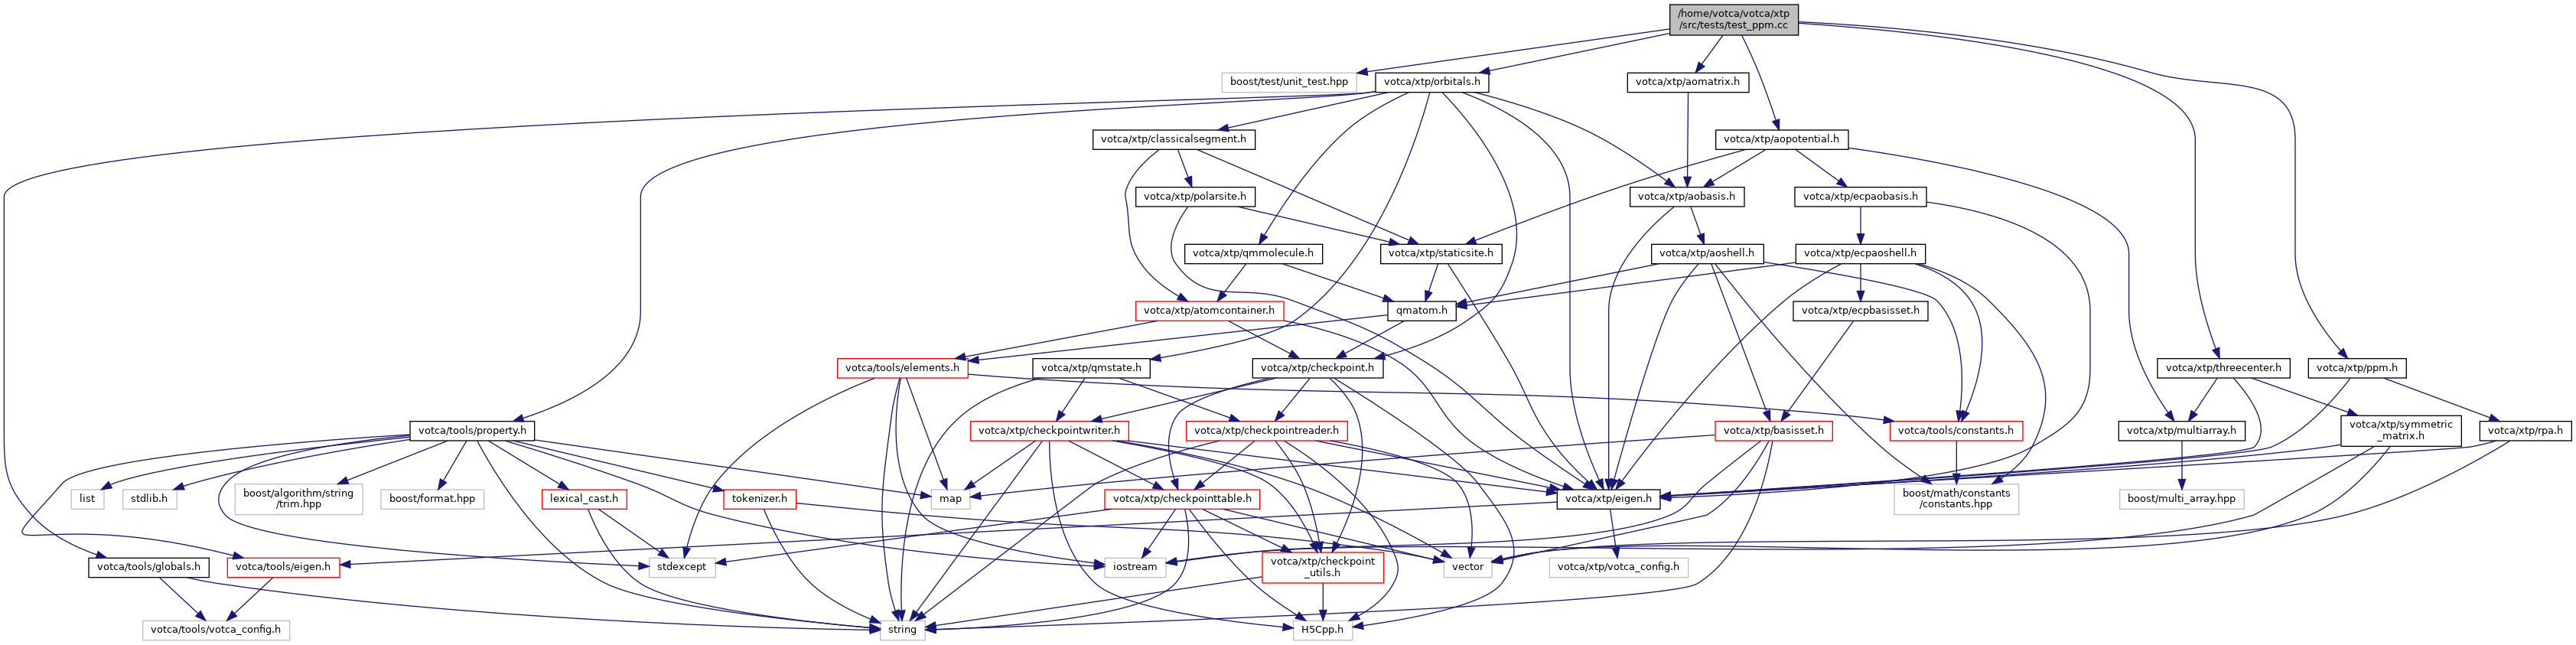 /home/votca/votca/xtp
/src/tests/test_ppm.cc
boost/test/unit_test.hpp
votca/xtp/orbitals.h
votca/xtp/aomatrix.h
votca/xtp/classicalsegment.h
votca/xtp/aopotential.h
votca/xtp/polarsite.h
votca/xtp/aobasis.h
votca/xtp/ecpaobasis.h
votca/xtp/qmmolecule.h
votca/xtp/staticsite.h
votca/xtp/aoshell.h
votca/xtp/ecpaoshell.h
votca/xtp/atomcontainer.h
qmatom.h
votca/xtp/ecpbasisset.h
votca/tools/elements.h
votca/xtp/qmstate.h
votca/xtp/checkpoint.h
votca/xtp/threecenter.h
votca/xtp/ppm.h
votca/tools/property.h
votca/xtp/checkpointwriter.h
votca/xtp/checkpointreader.h
votca/xtp/basisset.h
votca/tools/constants.h
votca/xtp/multiarray.h
votca/xtp/symmetric
_matrix.h
votca/xtp/rpa.h
list
stdlib.h
boost/algorithm/string
/trim.hpp
boost/format.hpp
lexical_cast.h
tokenizer.h
map
votca/xtp/checkpointtable.h
votca/xtp/eigen.h
boost/math/constants
/constants.hpp
boost/multi_array.hpp
votca/tools/globals.h
votca/tools/eigen.h
stdexcept
iostream
votca/xtp/checkpoint
_utils.h
vector
votca/xtp/votca_config.h
votca/tools/votca_config.h
string
H5Cpp.h